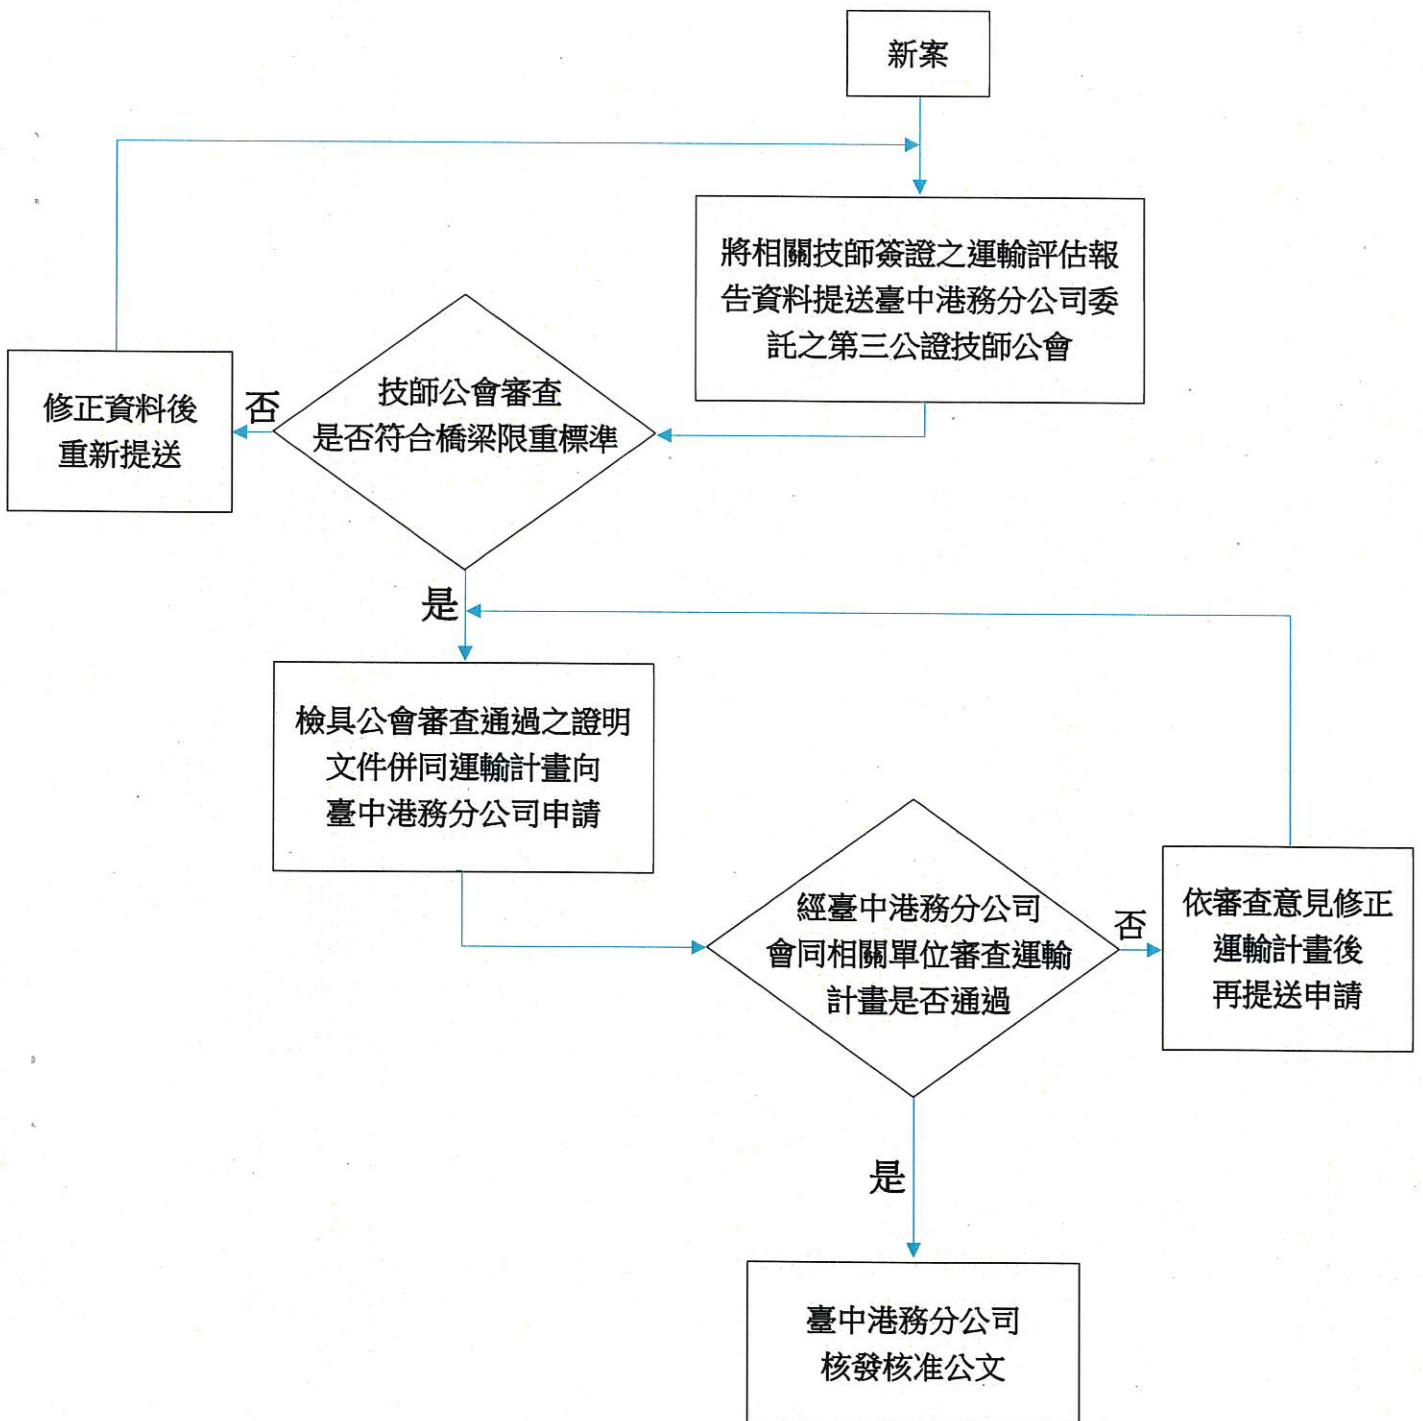 新案
將相關技師簽證之運輸評估報
告資料提送臺中港務分公司委
託之第三公證技師公會
技師公會審查
是否符合橋梁限重標準
否
修正資料後
重新提送
是
檢具公會審查通過之證明
文件併同運輸計畫向
臺中港務分公司申請
經臺中港務分公司
會同相關單位審查運輸
計畫是否通過
否
依審查意見修正
運輸計畫後
再提送申請
是
臺中港務分公司
核發核准公文